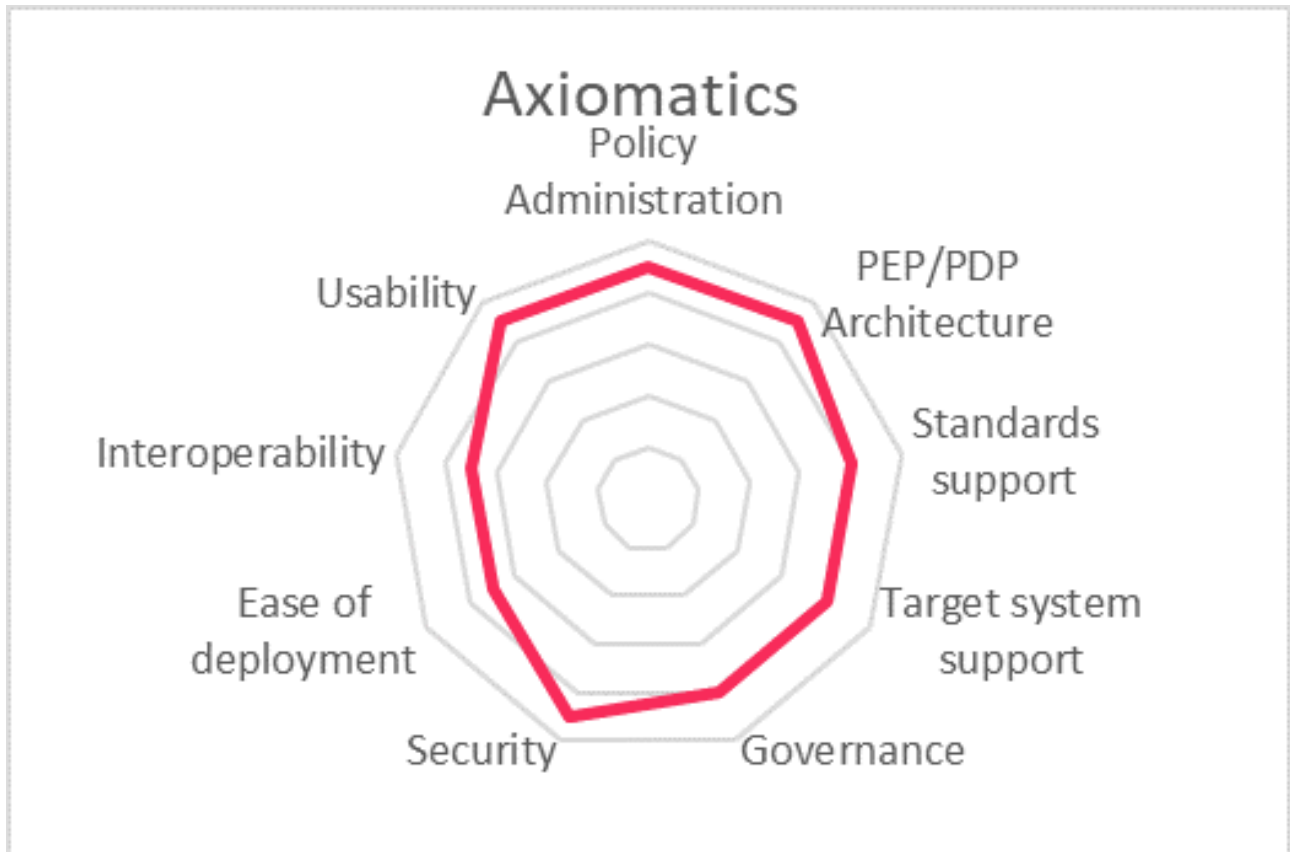 Axiomatics
Policy
Administration
PEP/PDP
Architecture
Standards
support
Target system
support
Governance
Security
Ease of
deployment
Interoperability
Usability